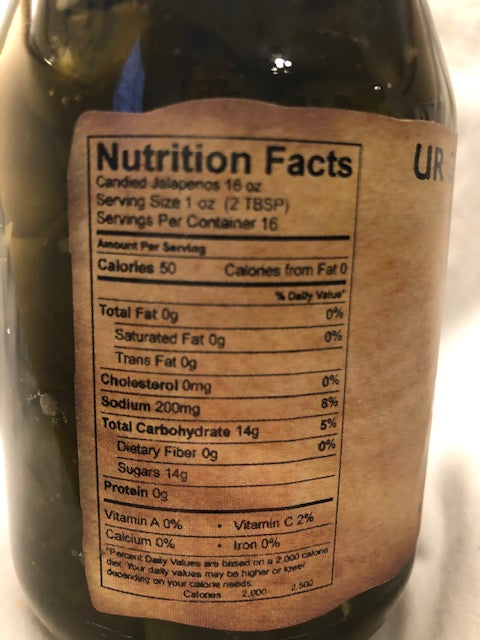 Nutrition Facts
Candied Jalapenos 16 oz
Serving Size 1 oz (2 TBSP)
Servings Per Container 16
Amount Per Serving
Calories 50 Calories from Fat 0
% Daily Value*
Total Fat 0g 0%
Saturated Fat 0g 0%
Trans Fat 0g
Cholesterol 0mg 0%
Sodium 200mg 8%
Total Carbohydrate 14g 5%
Dietary Fiber 0g 0%
Sugars 14g
Protein 0g
Vitamin A 0% • Vitamin C 2%
Calcium 0% • Iron 0%
*Percent Daily Values are based on a 2,000 calorie
diet. Your daily values may be higher or lower
depending on your calorie needs
Calories 2,000 2,500
UR